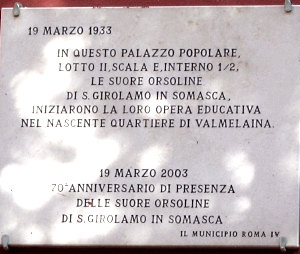 19 MARZO 1933
IN QUESTO PALAZZO POPOLARE,
LOTTO II, SCALA E, INTERNO 1/2,
LE SUORE ORSOLINE
DI S. GIROLAMO IN SOMASCA,
INIZIARONO LA LORO OPERA EDUCATIVA
NEL NASCENTE QUARTIERE DI VALMELAINA.
19 MARZO 2003
70° ANNIVERSARIO DI PRESENZA
DELLE SUORE ORSOLINE
DI S. GIROLAMO IN SOMASCA
IL MUNICIPIO ROMA IV